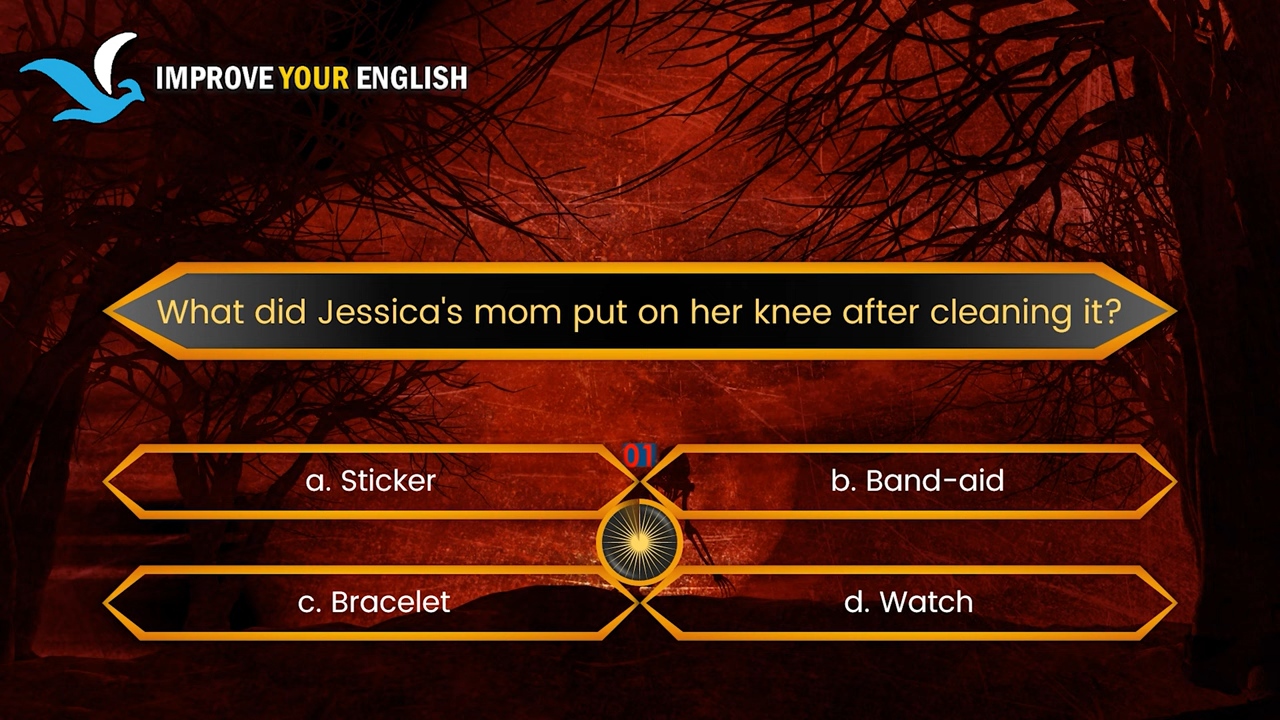 IMPROVE YOUR ENGLISH
What did Jessica's mom put on her knee after cleaning it?
01
a. Sticker
b. Band-aid
c. Bracelet
d. Watch